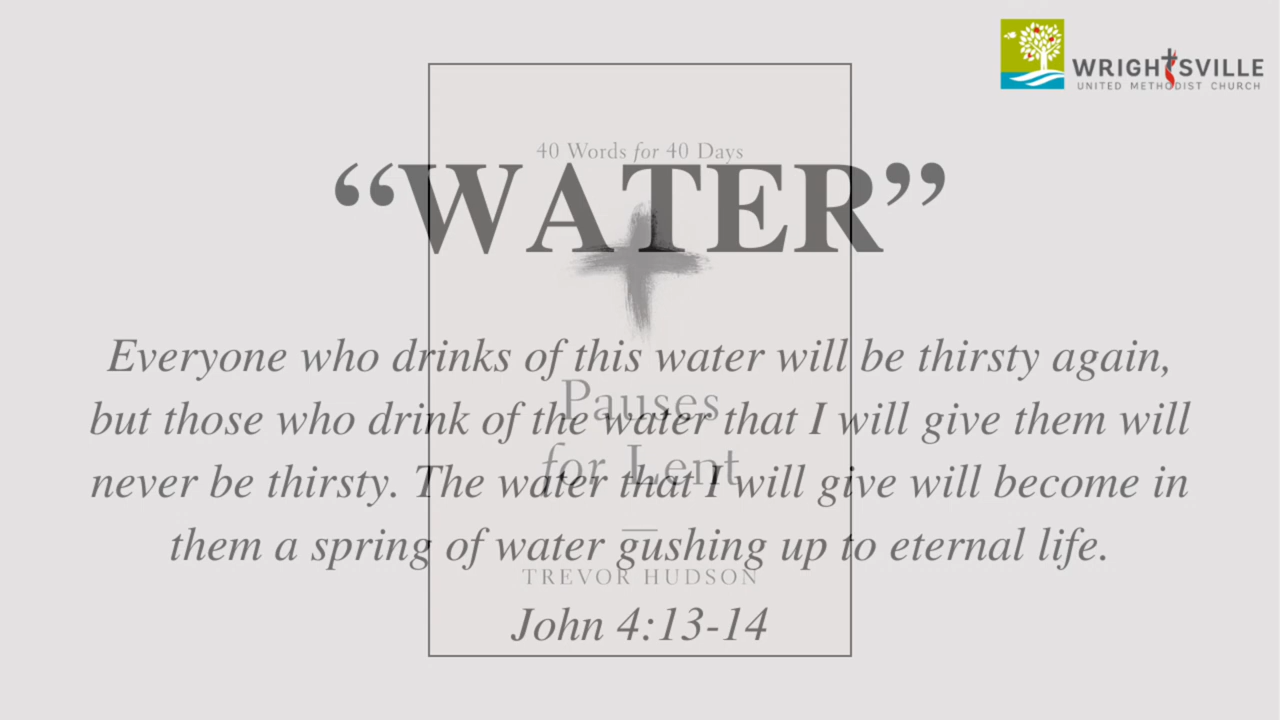 WRIGHTSVILLE
UNITED METHODIST CHURCH
40 Words for 40 Days
“WATER”
Everyone who drinks of this water will be thirsty again,
but those who drink of the water that I will give them will
Pauses
never be thirsty. The water that I will give will become in
for Lent
them a spring of water gushing up to eternal life.
TREVOR HUDSON
John 4:13-14